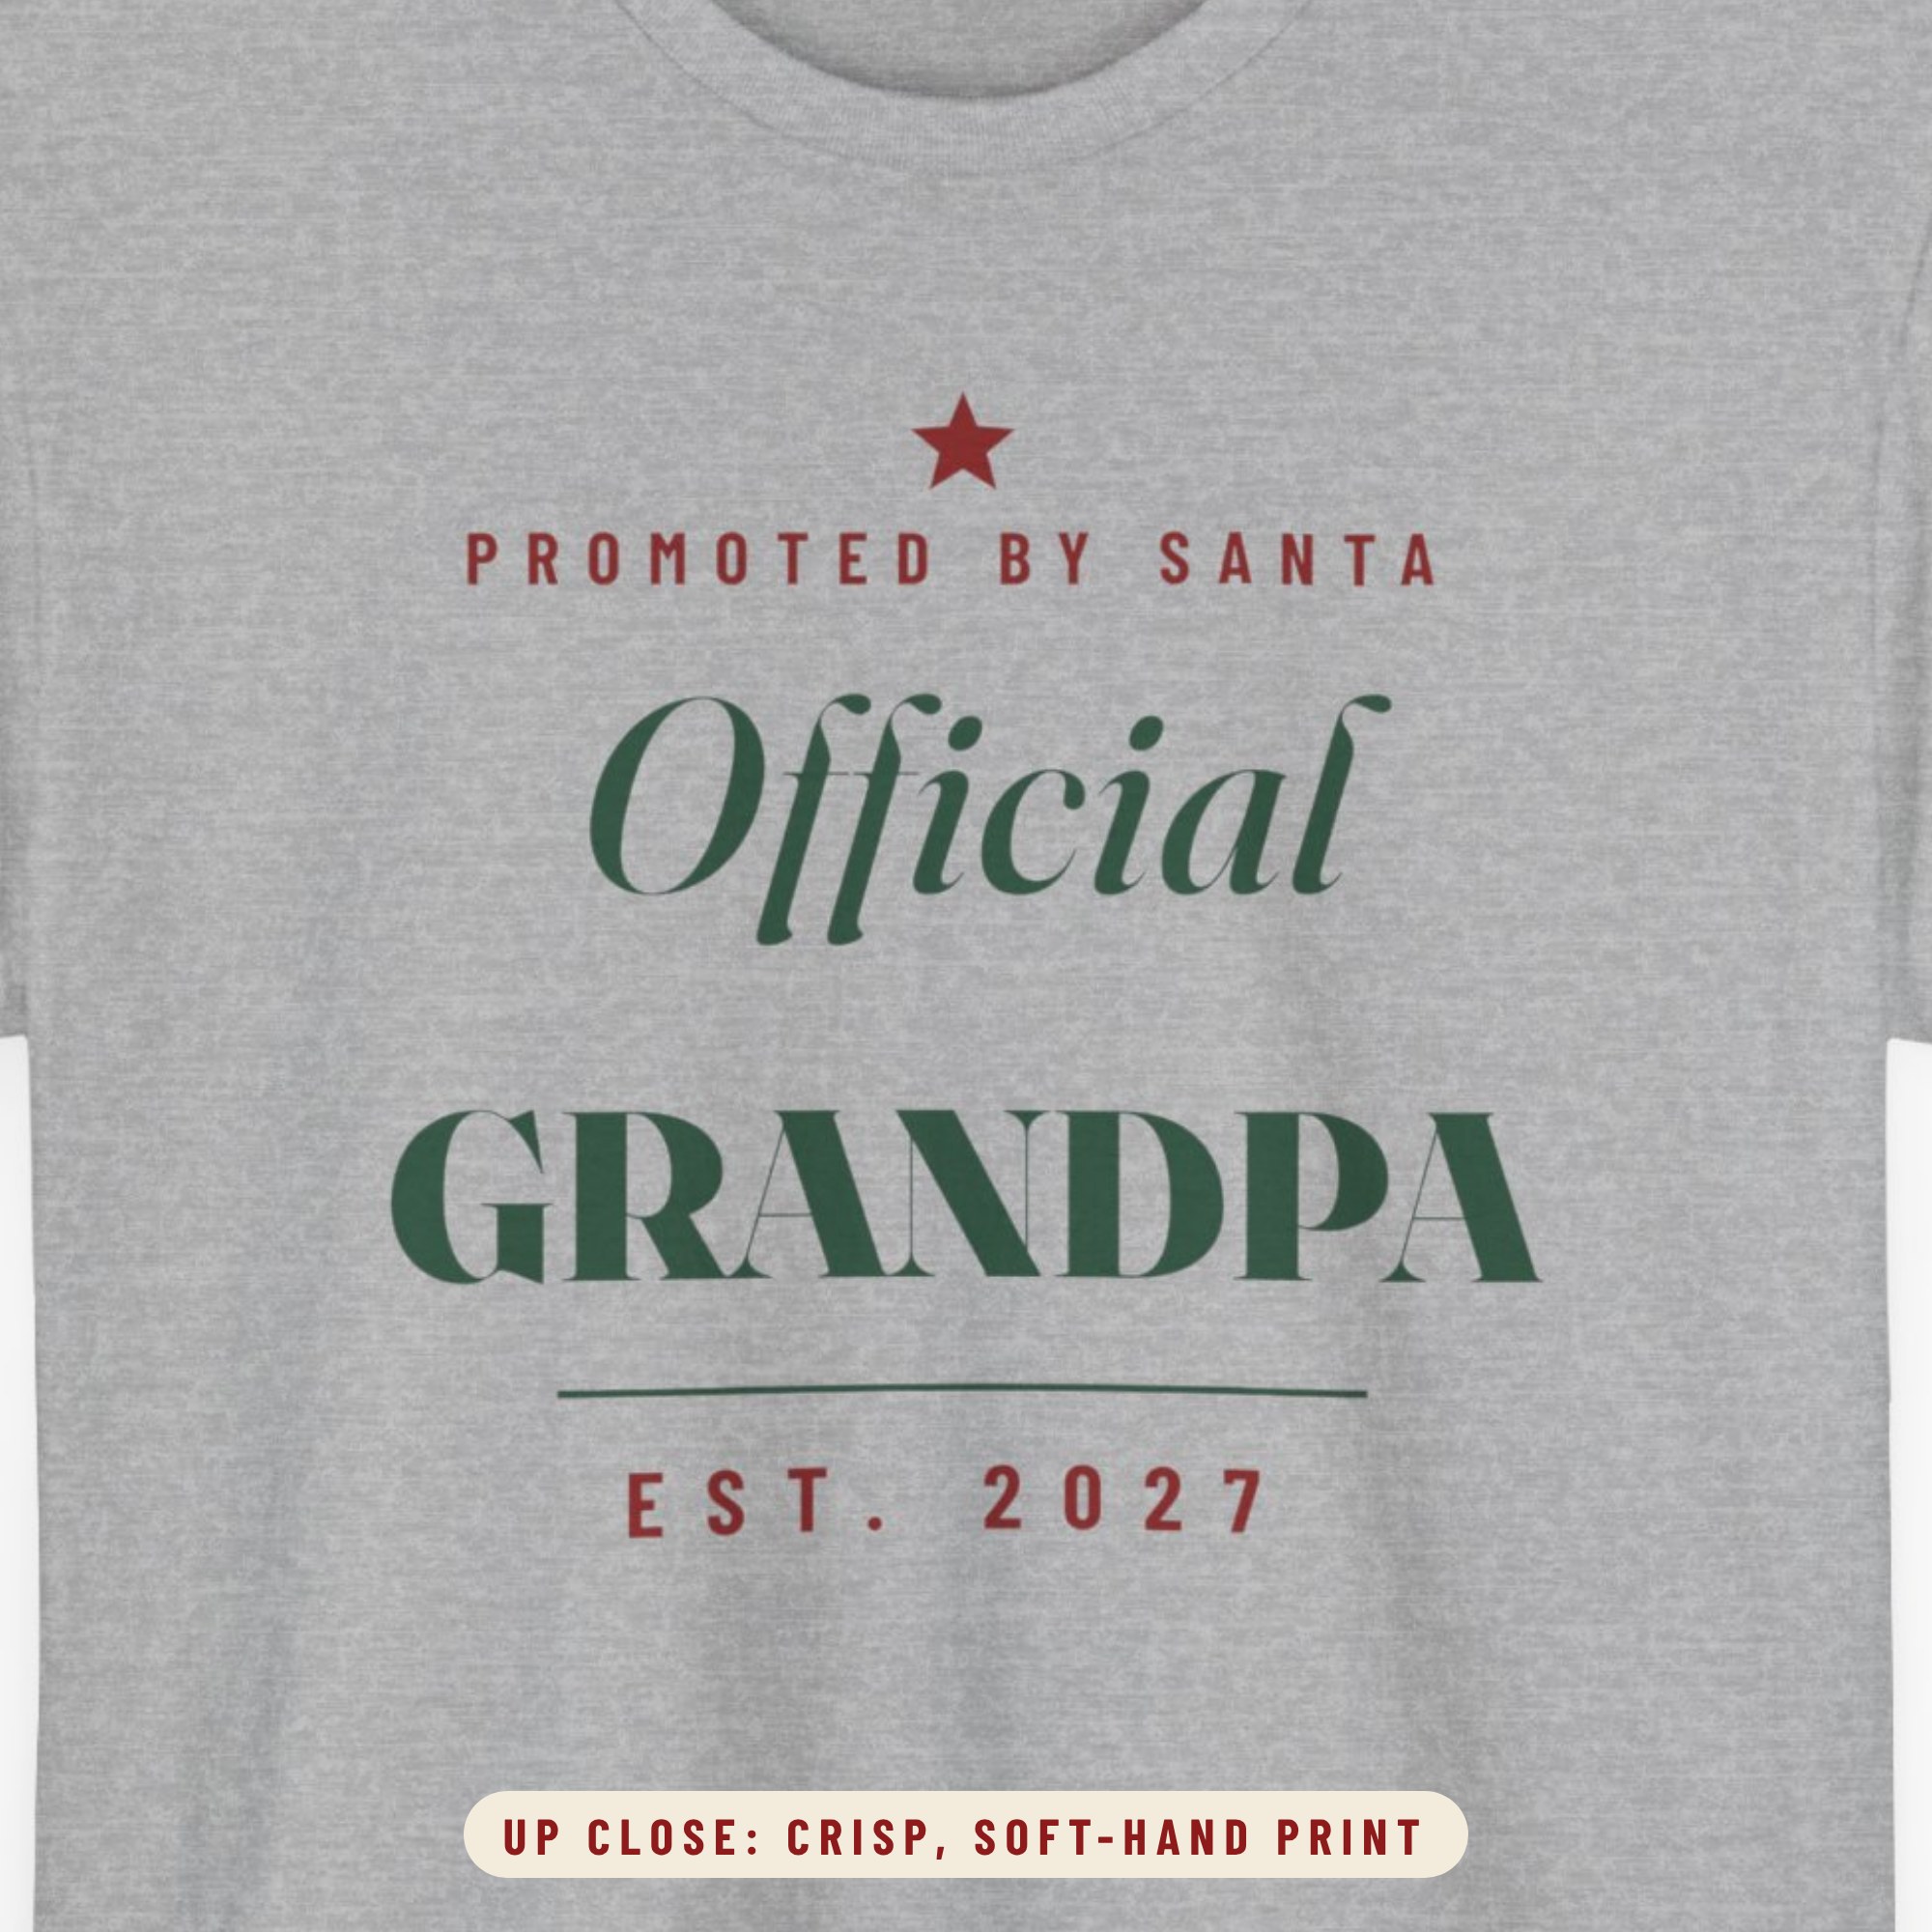 PROMOTED BY SANTA
Official
GRANDPA
EST. 2027
UP CLOSE: CRISP, SOFT-HAND PRINT